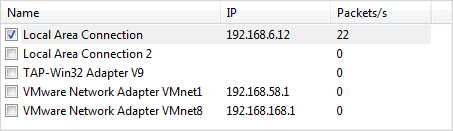 Name IP Packets/s
Local Area Connection 192.168.6.12 22
Local Area Connection 2 0
TAP-Win32 Adapter V9 0
VMware Network Adapter VMnet1 192.168.58.1 0
VMware Network Adapter VMnet8 192.168.168.1 0